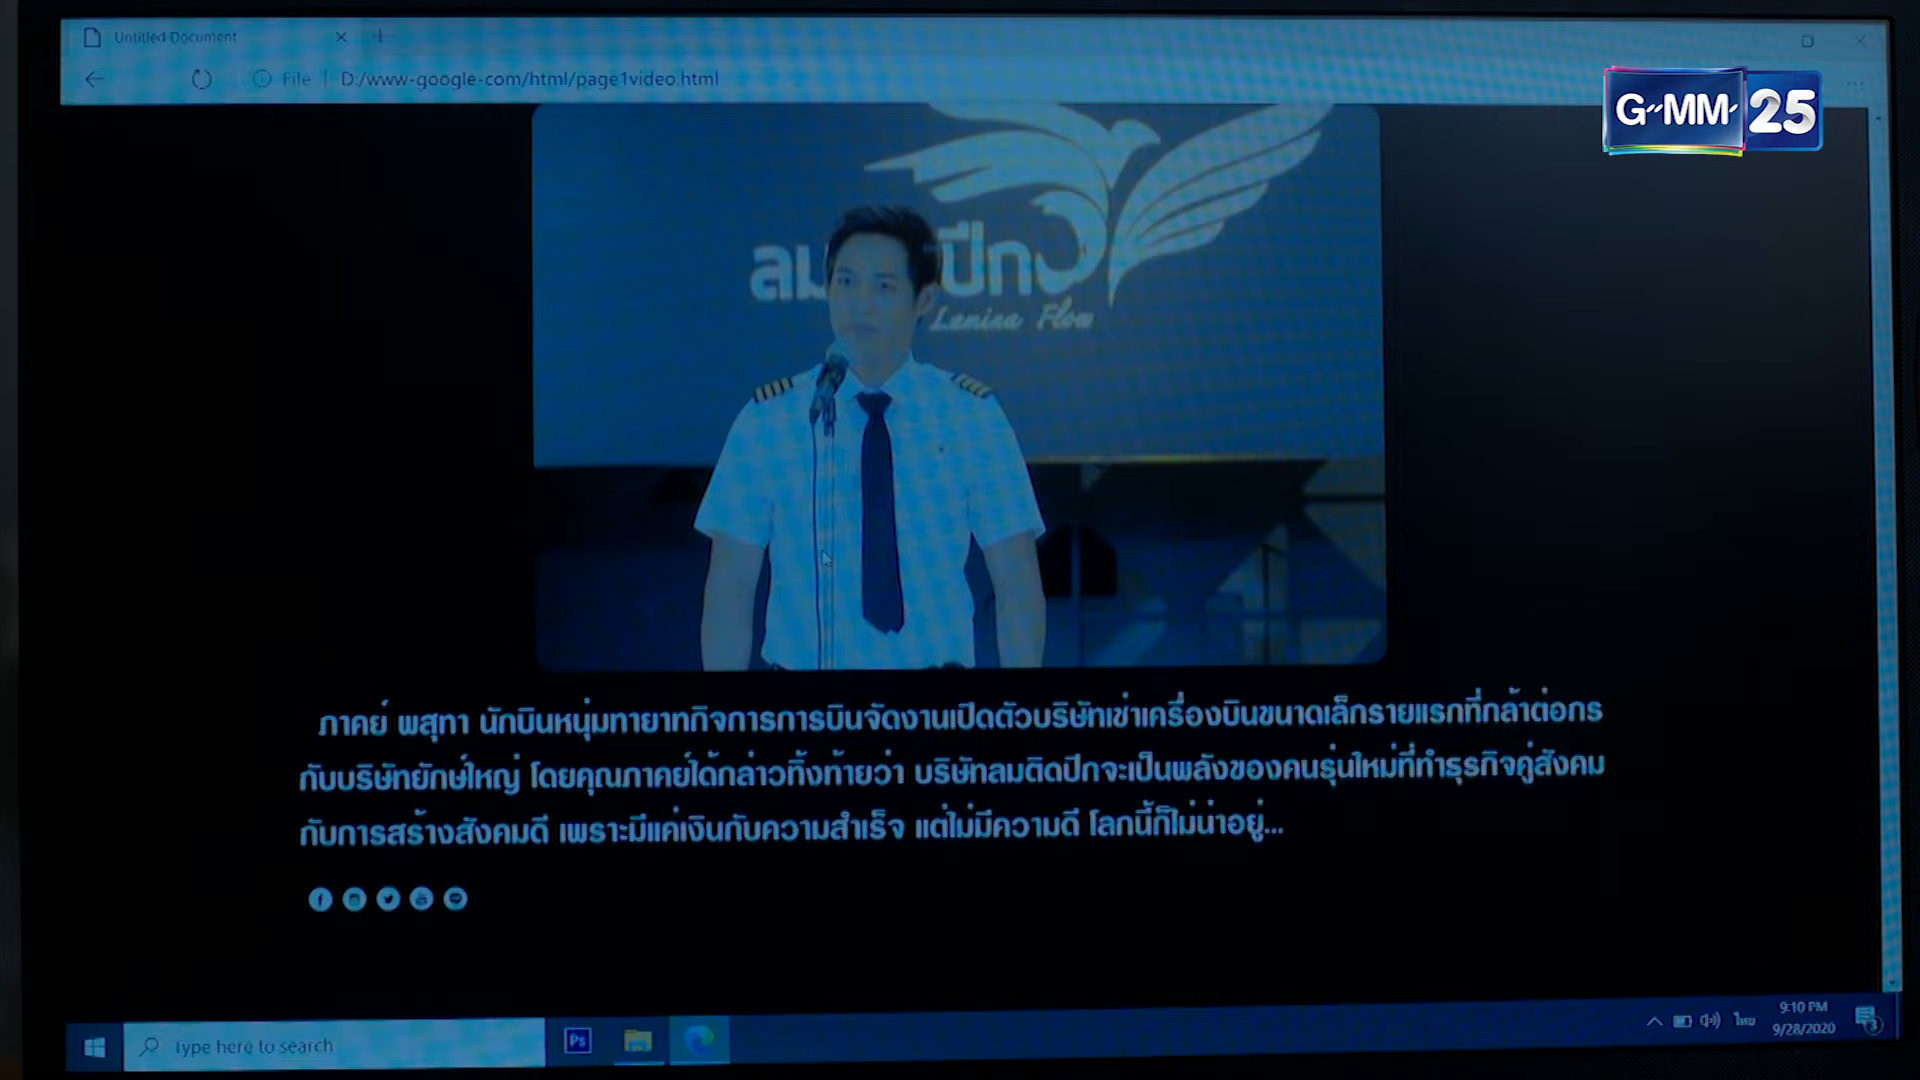 Untitled Document
File D:/www-google-com/html/page1video.html
G-MM 25
ลม ปีก
Lanina Flow
ภาคย์ พสุทา นักบินหนุ่มทายาทกิจการการบินจัดงานเปิดตัวบริษัทเช่าเครื่องบินขนาดเล็กรายแรกที่กล้าต่อกร
กับบริษัทยักษ์ใหญ่ โดยคุณภาคย์ได้กล่าวทิ้งท้ายว่า บริษัทลมติดปีกจะเป็นพลังของคนรุ่นใหม่ที่ทำธุรกิจคู่สังคม
กับการสร้างสังคมดี เพราะมีแค่เงินกับความสำเร็จ แต่ไม่มีความดี โลกนี้ก็ไม่น่าอยู่...
Type here to search
Ps
ไทย
9:10 PM
9/28/2020
3